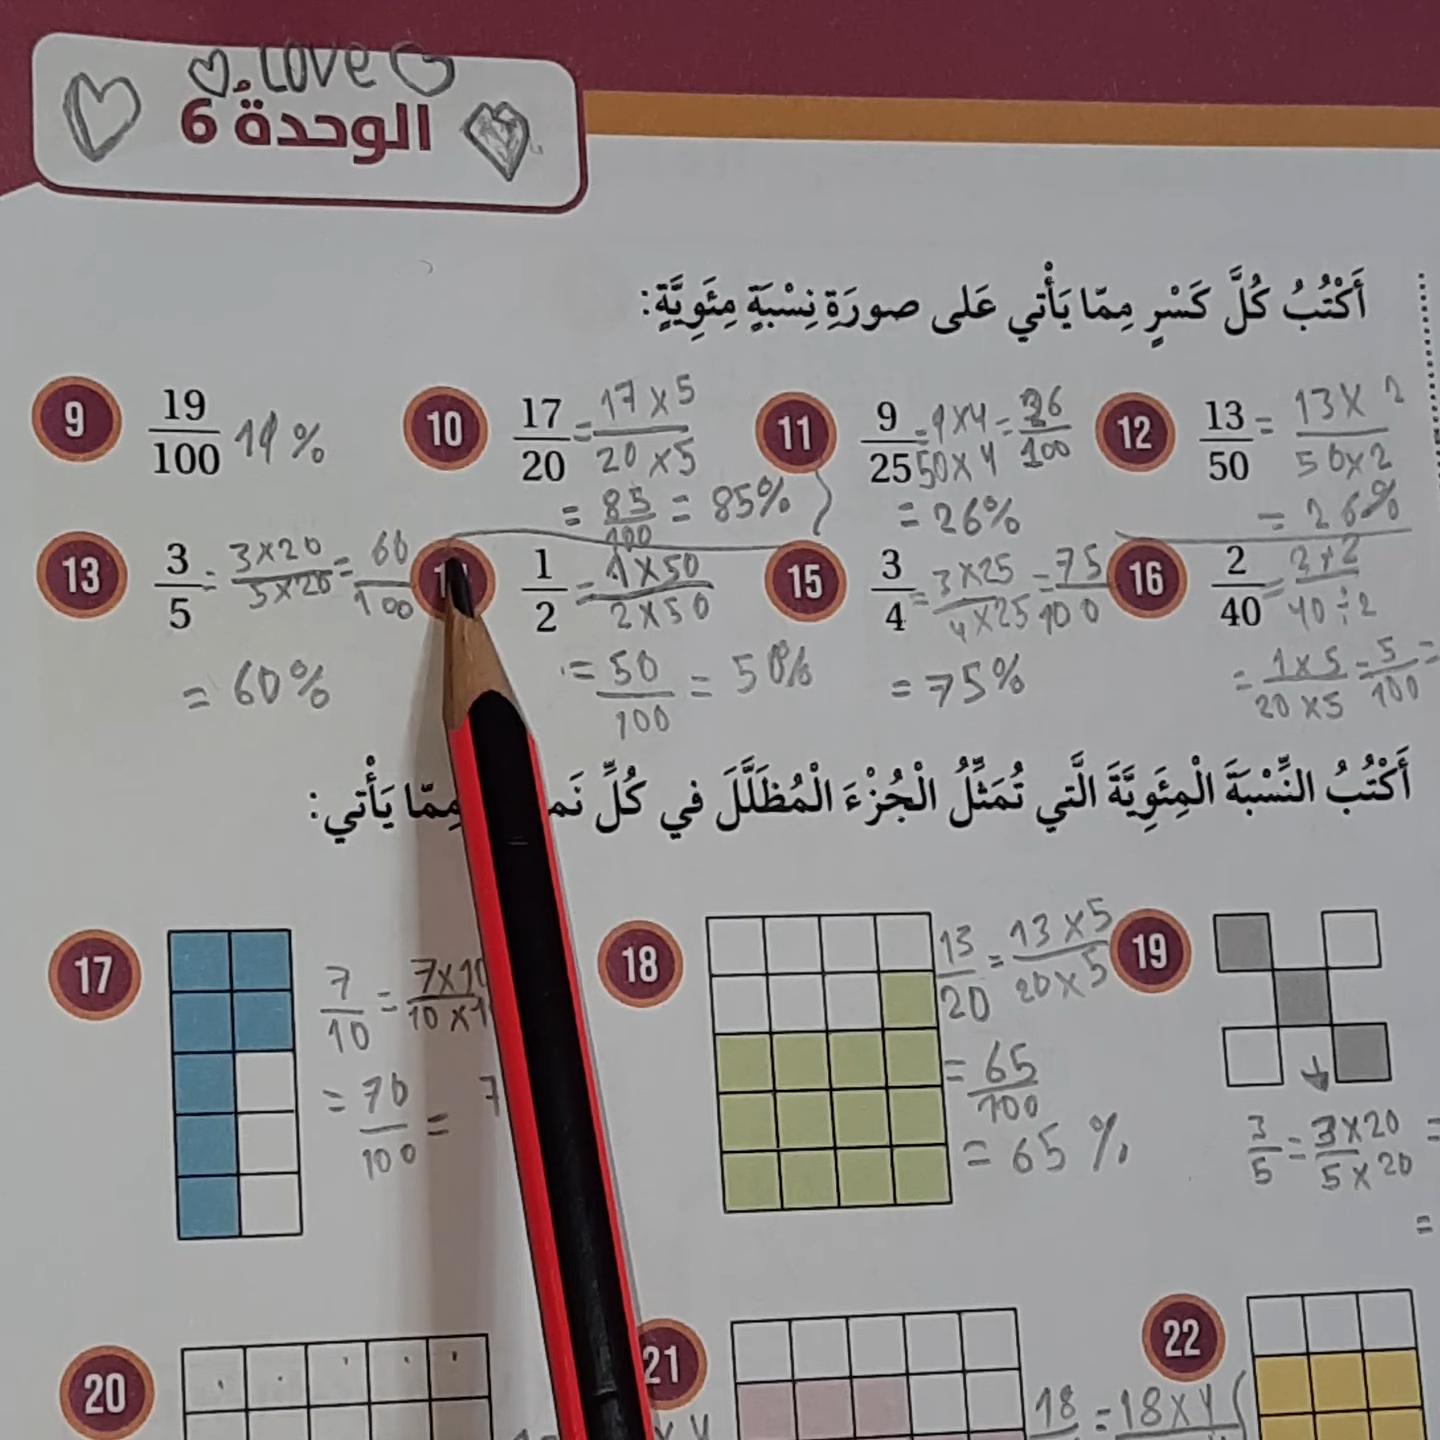 LOVE
الوحدةُ 6
أَكْتُبُ كُلَّ كَسْرٍ مِمّا يَأْتي عَلى صورَةِ نِسْبَةٍ مِئَوِيَّةٍ:
9 19/100 %
10 17/20 = 17×5/20×5
= 85/100 = 85%
11 9/25 = 9×4/50×4 = 36/100
= 26%
12 13/50 = 13×2/50×2
= 26%
13 3/5 = 3×20/5×20 = 60/100
= 60%
1/2 = 1×50/2×50
= 50/100 = 50%
15 3/4 = 3×25/4×25 = 75/100
= 75%
16 2/40 = 2÷2/40÷2
= 1×5/20×5 = 5/100 =
أَكْتُبُ النِّسْبَةَ الْمِئَوِيَّةَ الَّتي تُمَثِّلُ الْجُزْءَ الْمُظَلَّلَ في كُلِّ مِمّا يَأْتي:
17 7/10 = 7×10/10×1
= 70/100 = 7
18 13/20 = 13×5/20×5
= 65/100
= 65%
19 3/5 = 3×20/5×20 =
=
20
21 18 = 18×4
22